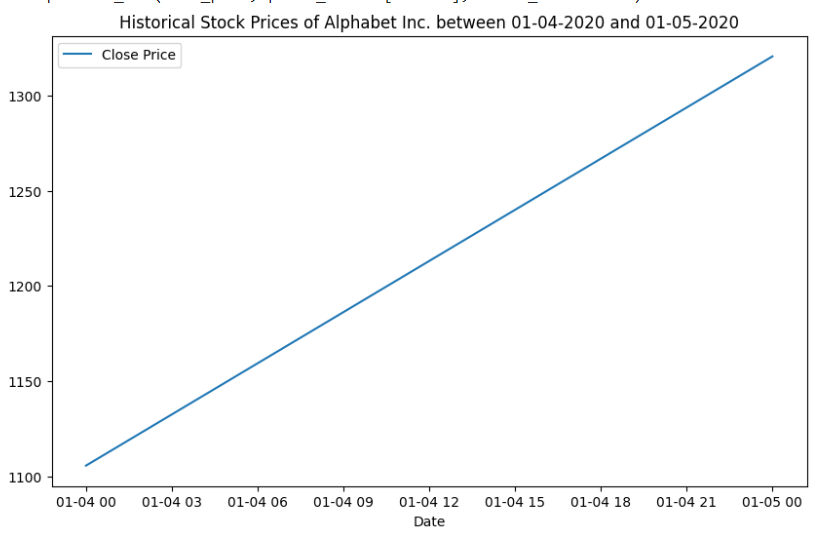 Historical Stock Prices of Alphabet Inc. between 01-04-2020 and 01-05-2020
Close Price
1300
1250
1200
1150
1100
01-04 00 01-04 03 01-04 06 01-04 09 01-04 12 01-04 15 01-04 18 01-04 21 01-05 00
Date